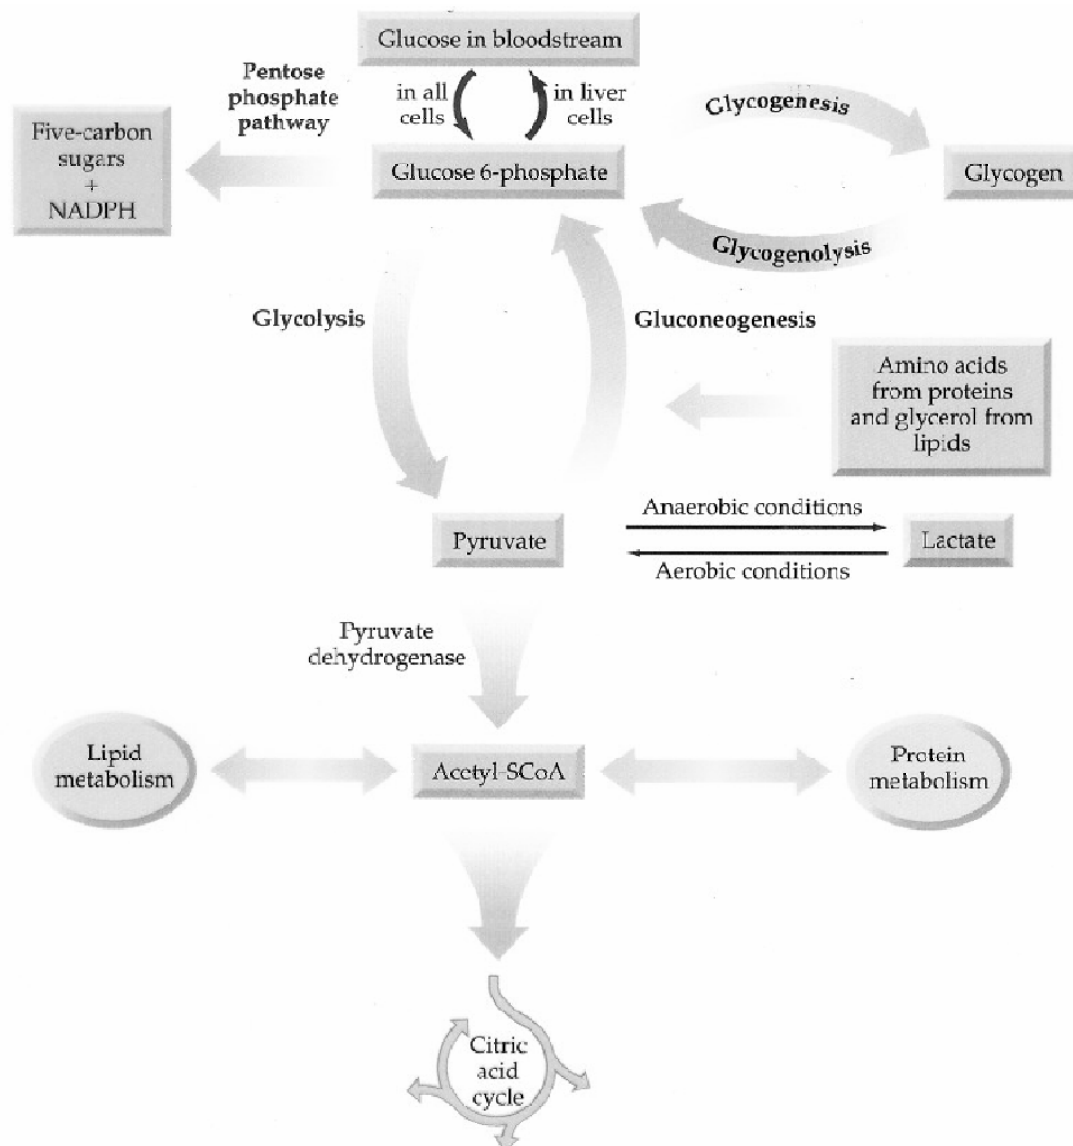 Glucose in bloodstream
Pentose
phosphate
pathway
in all
cells
in liver
cells
Glycogenesis
Five-carbon
sugars
+
NADPH
Glucose 6-phosphate
Glycogen
Glycogenolysis
Glycolysis
Gluconeogenesis
Amino acids
from proteins
and glycerol from
lipids
Anaerobic conditions
Pyruvate
Lactate
Aerobic conditions
Pyruvate
dehydrogenase
Lipid
metabolism
Acetyl-SCoA
Protein
metabolism
Citric
acid
cycle